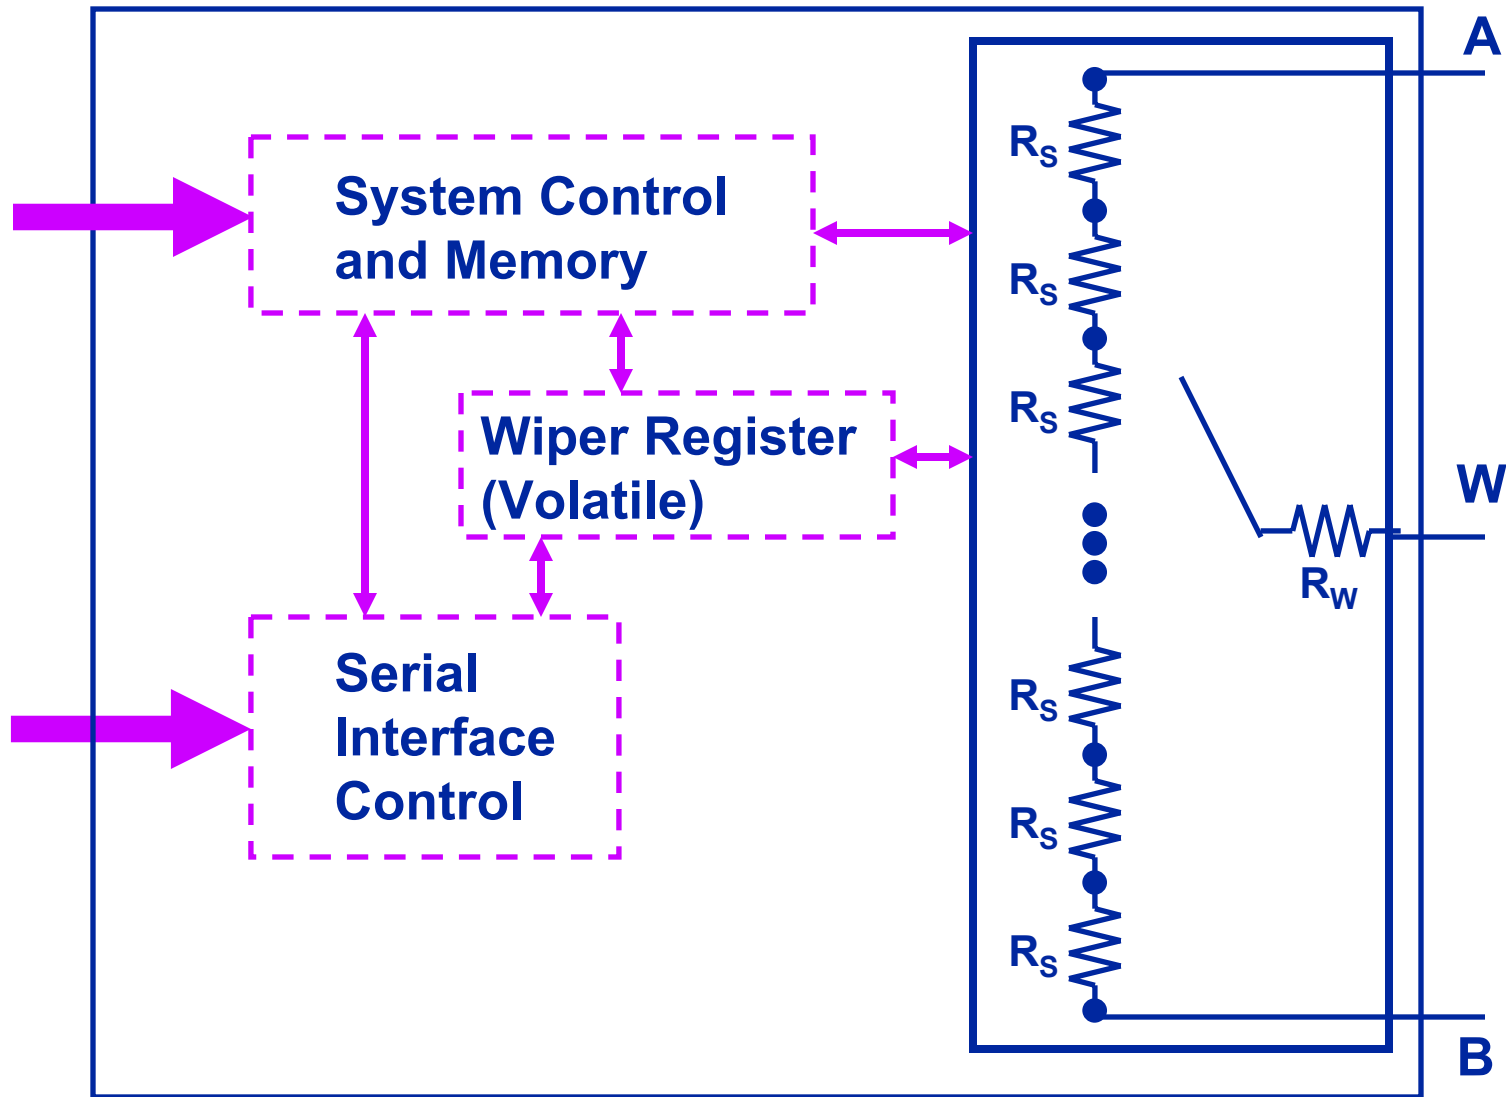 System Control
and Memory
Wiper Register
(Volatile)
Serial
Interface
Control
A
RS
RS
RS
W
RW
RS
RS
RS
B